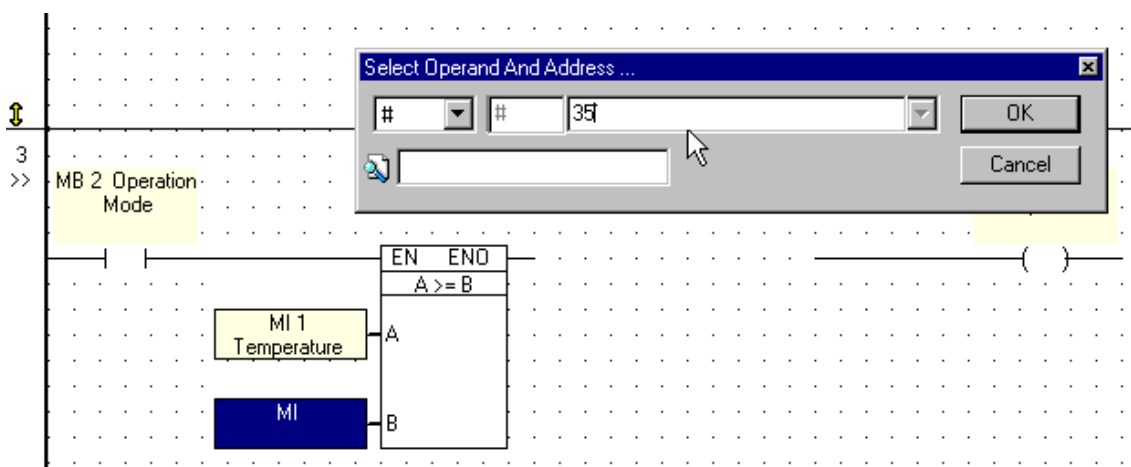 Select Operand And Address ...
# # 35 OK
Cancel
3
>>
MB 2 Operation
Mode
EN ENO
A >= B
MI 1
Temperature
A
MI
B